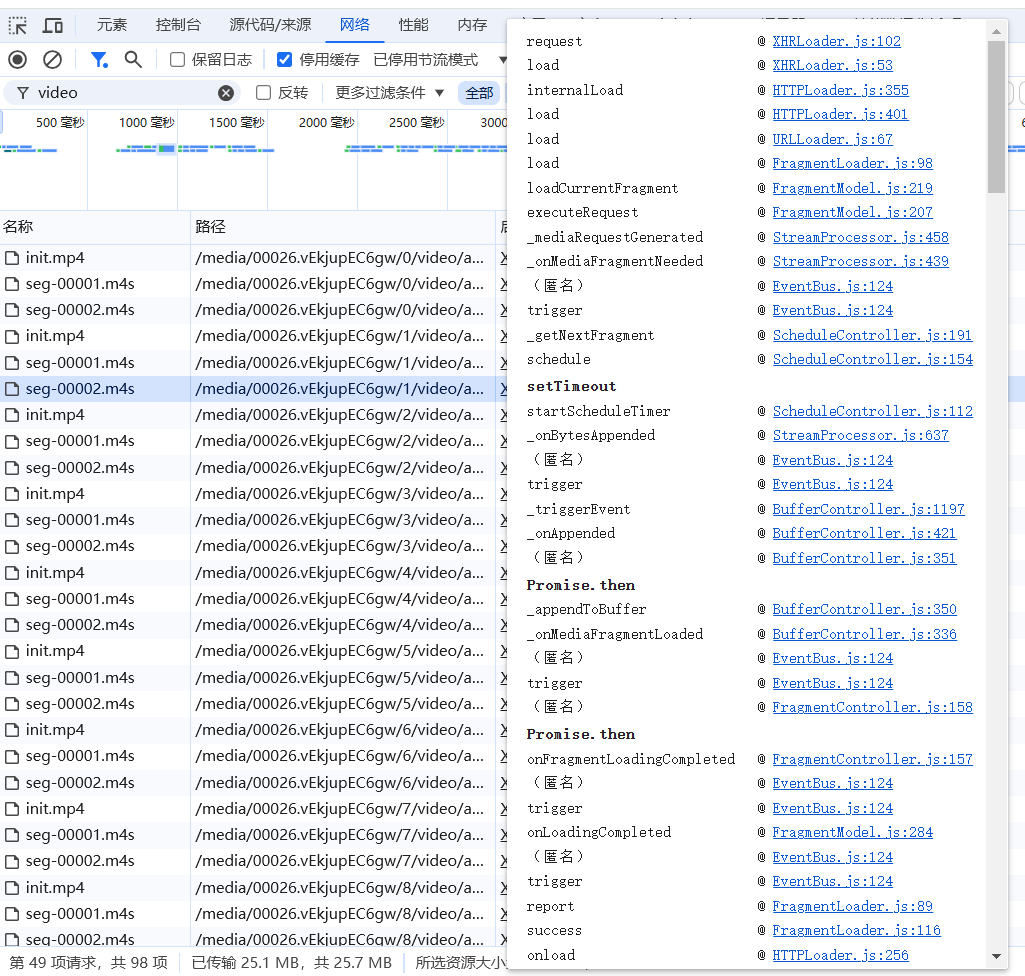 元素 控制台 源代码/来源 网络 性能 内存
保留日志 停用缓存 已停用节流模式
video 反转 更多过滤条件 全部
500 毫秒 1000 毫秒 1500 毫秒 2000 毫秒 2500 毫秒 3000
名称 路径
init.mp4 /media/00026.vEkjupEC6gw/0/video/a...
seg-00001.m4s /media/00026.vEkjupEC6gw/0/video/a...
seg-00002.m4s /media/00026.vEkjupEC6gw/0/video/a...
init.mp4 /media/00026.vEkjupEC6gw/1/video/a...
seg-00001.m4s /media/00026.vEkjupEC6gw/1/video/a...
seg-00002.m4s /media/00026.vEkjupEC6gw/1/video/a...
init.mp4 /media/00026.vEkjupEC6gw/2/video/a...
seg-00001.m4s /media/00026.vEkjupEC6gw/2/video/a...
seg-00002.m4s /media/00026.vEkjupEC6gw/2/video/a...
init.mp4 /media/00026.vEkjupEC6gw/3/video/a...
seg-00001.m4s /media/00026.vEkjupEC6gw/3/video/a...
seg-00002.m4s /media/00026.vEkjupEC6gw/3/video/a...
init.mp4 /media/00026.vEkjupEC6gw/4/video/a...
seg-00001.m4s /media/00026.vEkjupEC6gw/4/video/a...
seg-00002.m4s /media/00026.vEkjupEC6gw/4/video/a...
init.mp4 /media/00026.vEkjupEC6gw/5/video/a...
seg-00001.m4s /media/00026.vEkjupEC6gw/5/video/a...
seg-00002.m4s /media/00026.vEkjupEC6gw/5/video/a...
init.mp4 /media/00026.vEkjupEC6gw/6/video/a...
seg-00001.m4s /media/00026.vEkjupEC6gw/6/video/a...
seg-00002.m4s /media/00026.vEkjupEC6gw/6/video/a...
init.mp4 /media/00026.vEkjupEC6gw/7/video/a...
seg-00001.m4s /media/00026.vEkjupEC6gw/7/video/a...
seg-00002.m4s /media/00026.vEkjupEC6gw/7/video/a...
init.mp4 /media/00026.vEkjupEC6gw/8/video/a...
seg-00001.m4s /media/00026.vEkjupEC6gw/8/video/a...
seg-00002.m4s /media/00026.vEkjupEC6gw/8/video/a...
第 49 项请求，共 98 项 已传输 25.1 MB，共 25.7 MB 所选资源大小
request @ XHRLoader.js:102
load @ XHRLoader.js:53
internalLoad @ HTTPLoader.js:355
load @ HTTPLoader.js:401
load @ URLLoader.js:67
load @ FragmentLoader.js:98
loadCurrentFragment @ FragmentModel.js:219
executeRequest @ FragmentModel.js:207
_mediaRequestGenerated @ StreamProcessor.js:458
_onMediaFragmentNeeded @ StreamProcessor.js:439
（匿名） @ EventBus.js:124
trigger @ EventBus.js:124
_getNextFragment @ ScheduleController.js:191
schedule @ ScheduleController.js:154
setTimeout
startScheduleTimer @ ScheduleController.js:112
_onBytesAppended @ StreamProcessor.js:637
（匿名） @ EventBus.js:124
trigger @ EventBus.js:124
_triggerEvent @ BufferController.js:1197
_onAppended @ BufferController.js:421
（匿名） @ BufferController.js:351
Promise.then
_appendToBuffer @ BufferController.js:350
_onMediaFragmentLoaded @ BufferController.js:336
（匿名） @ EventBus.js:124
trigger @ EventBus.js:124
（匿名） @ FragmentController.js:158
Promise.then
onFragmentLoadingCompleted @ FragmentController.js:157
（匿名） @ EventBus.js:124
trigger @ EventBus.js:124
onLoadingCompleted @ FragmentModel.js:284
（匿名） @ EventBus.js:124
trigger @ EventBus.js:124
report @ FragmentLoader.js:89
success @ FragmentLoader.js:116
onload @ HTTPLoader.js:256